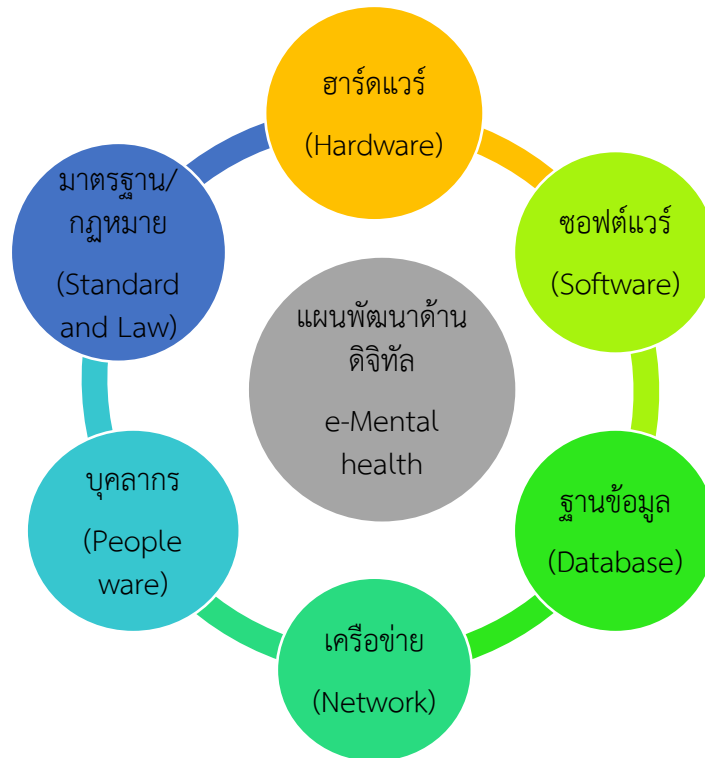 ฮาร์ดแวร์
(Hardware)
ซอฟต์แวร์
(Software)
ฐานข้อมูล
(Database)
เครือข่าย
(Network)
บุคลากร
(People
ware)
มาตรฐาน/
กฎหมาย
(Standard
and Law)
แผนพัฒนาด้าน
ดิจิทัล
e-Mental
health